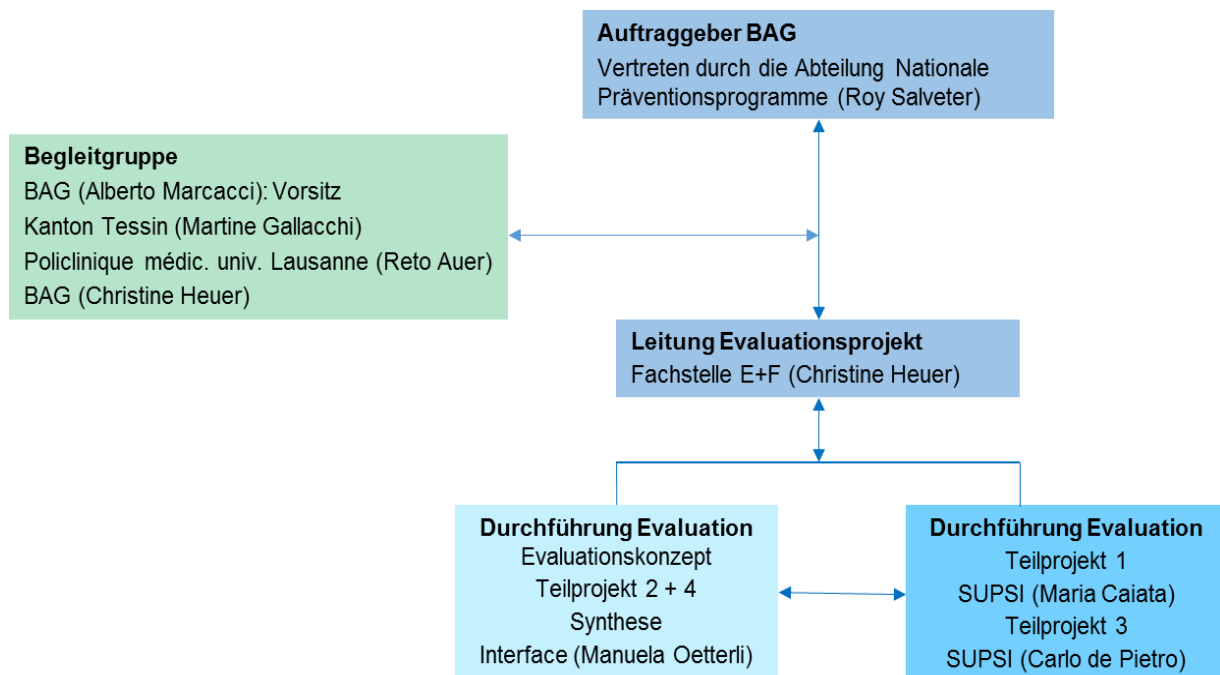 Auftraggeber BAG
Vertreten durch die Abteilung Nationale
Präventionsprogramme (Roy Salveter)
Begleitgruppe
BAG (Alberto Marcacci): Vorsitz
Kanton Tessin (Martine Gallacchi)
Policlinique médic. univ. Lausanne (Reto Auer)
BAG (Christine Heuer)
Leitung Evaluationsprojekt
Fachstelle E+F (Christine Heuer)
Durchführung Evaluation
Evaluationskonzept
Teilprojekt 2 + 4
Synthese
Interface (Manuela Oetterli)
Durchführung Evaluation
Teilprojekt 1
SUPSI (Maria Caiata)
Teilprojekt 3
SUPSI (Carlo de Pietro)